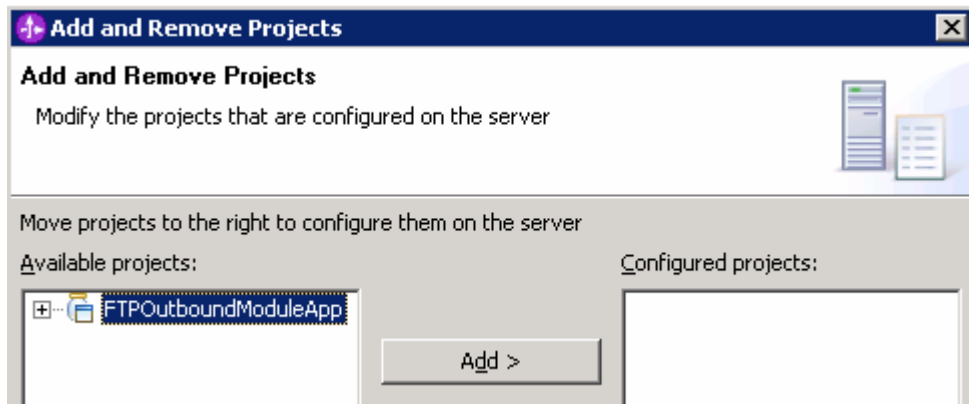 Add and Remove Projects
Add and Remove Projects
Modify the projects that are configured on the server
Move projects to the right to configure them on the server
Available projects:
Configured projects:
FTPOutboundModuleApp
Add >